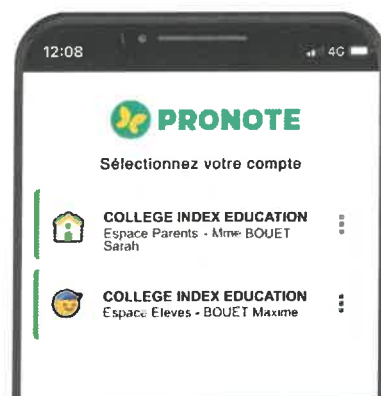 12:08
4G
PRONOTE
Sélectionnez votre compte
COLLEGE INDEX EDUCATION
Espace Parents - Mme BOUET
Sarah
COLLEGE INDEX EDUCATION
Espace Eleves - BOUET Maxime